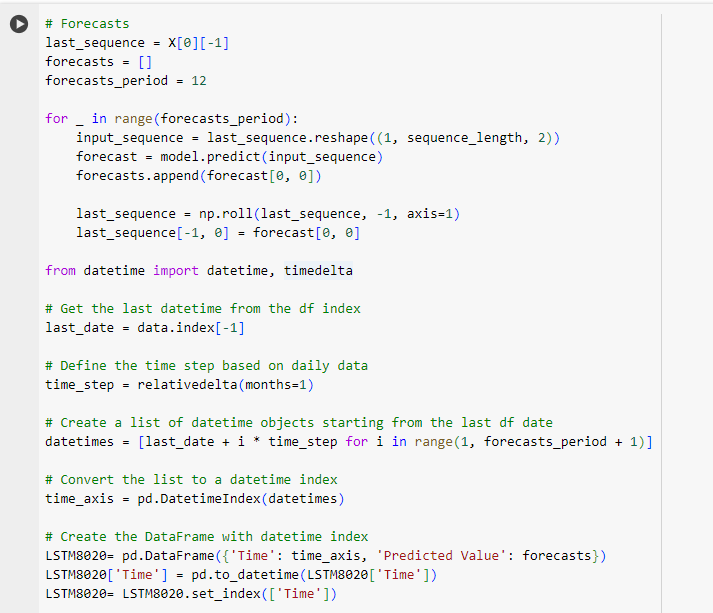 # Forecasts
last_sequence = X[0][-1]
forecasts = []
forecasts_period = 12
for _ in range(forecasts_period):
    input_sequence = last_sequence.reshape((1, sequence_length, 2))
    forecast = model.predict(input_sequence)
    forecasts.append(forecast[0, 0])
    last_sequence = np.roll(last_sequence, -1, axis=1)
    last_sequence[-1, 0] = forecast[0, 0]
from datetime import datetime, timedelta
# Get the last datetime from the df index
last_date = data.index[-1]
# Define the time step based on daily data
time_step = relativedelta(months=1)
# Create a list of datetime objects starting from the last df date
datetimes = [last_date + i * time_step for i in range(1, forecasts_period + 1)]
# Convert the list to a datetime index
time_axis = pd.DatetimeIndex(datetimes)
# Create the DataFrame with datetime index
LSTM8020= pd.DataFrame({'Time': time_axis, 'Predicted Value': forecasts})
LSTM8020['Time'] = pd.to_datetime(LSTM8020['Time'])
LSTM8020= LSTM8020.set_index(['Time'])